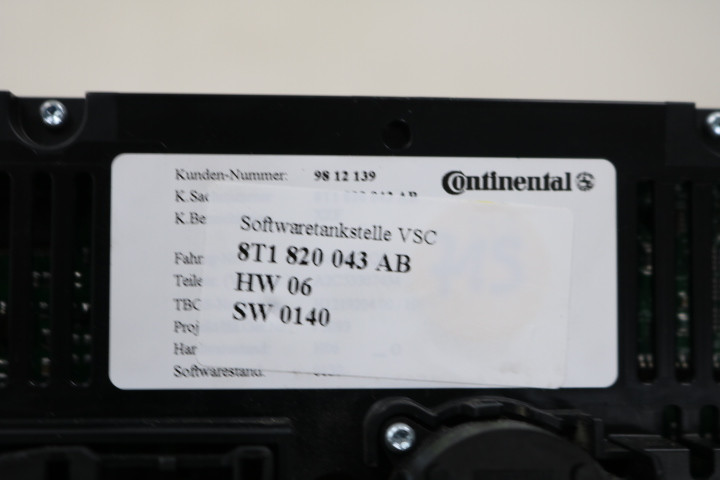 Kunden-Nummer: 98 12 139
Continental
K.Sac
K.Be
Softwaretankstelle VSC
8T1 820 043 AB
HW 06
SW 0140
Fahr
Teile
TBC
Proj
Har
Softwarestand: